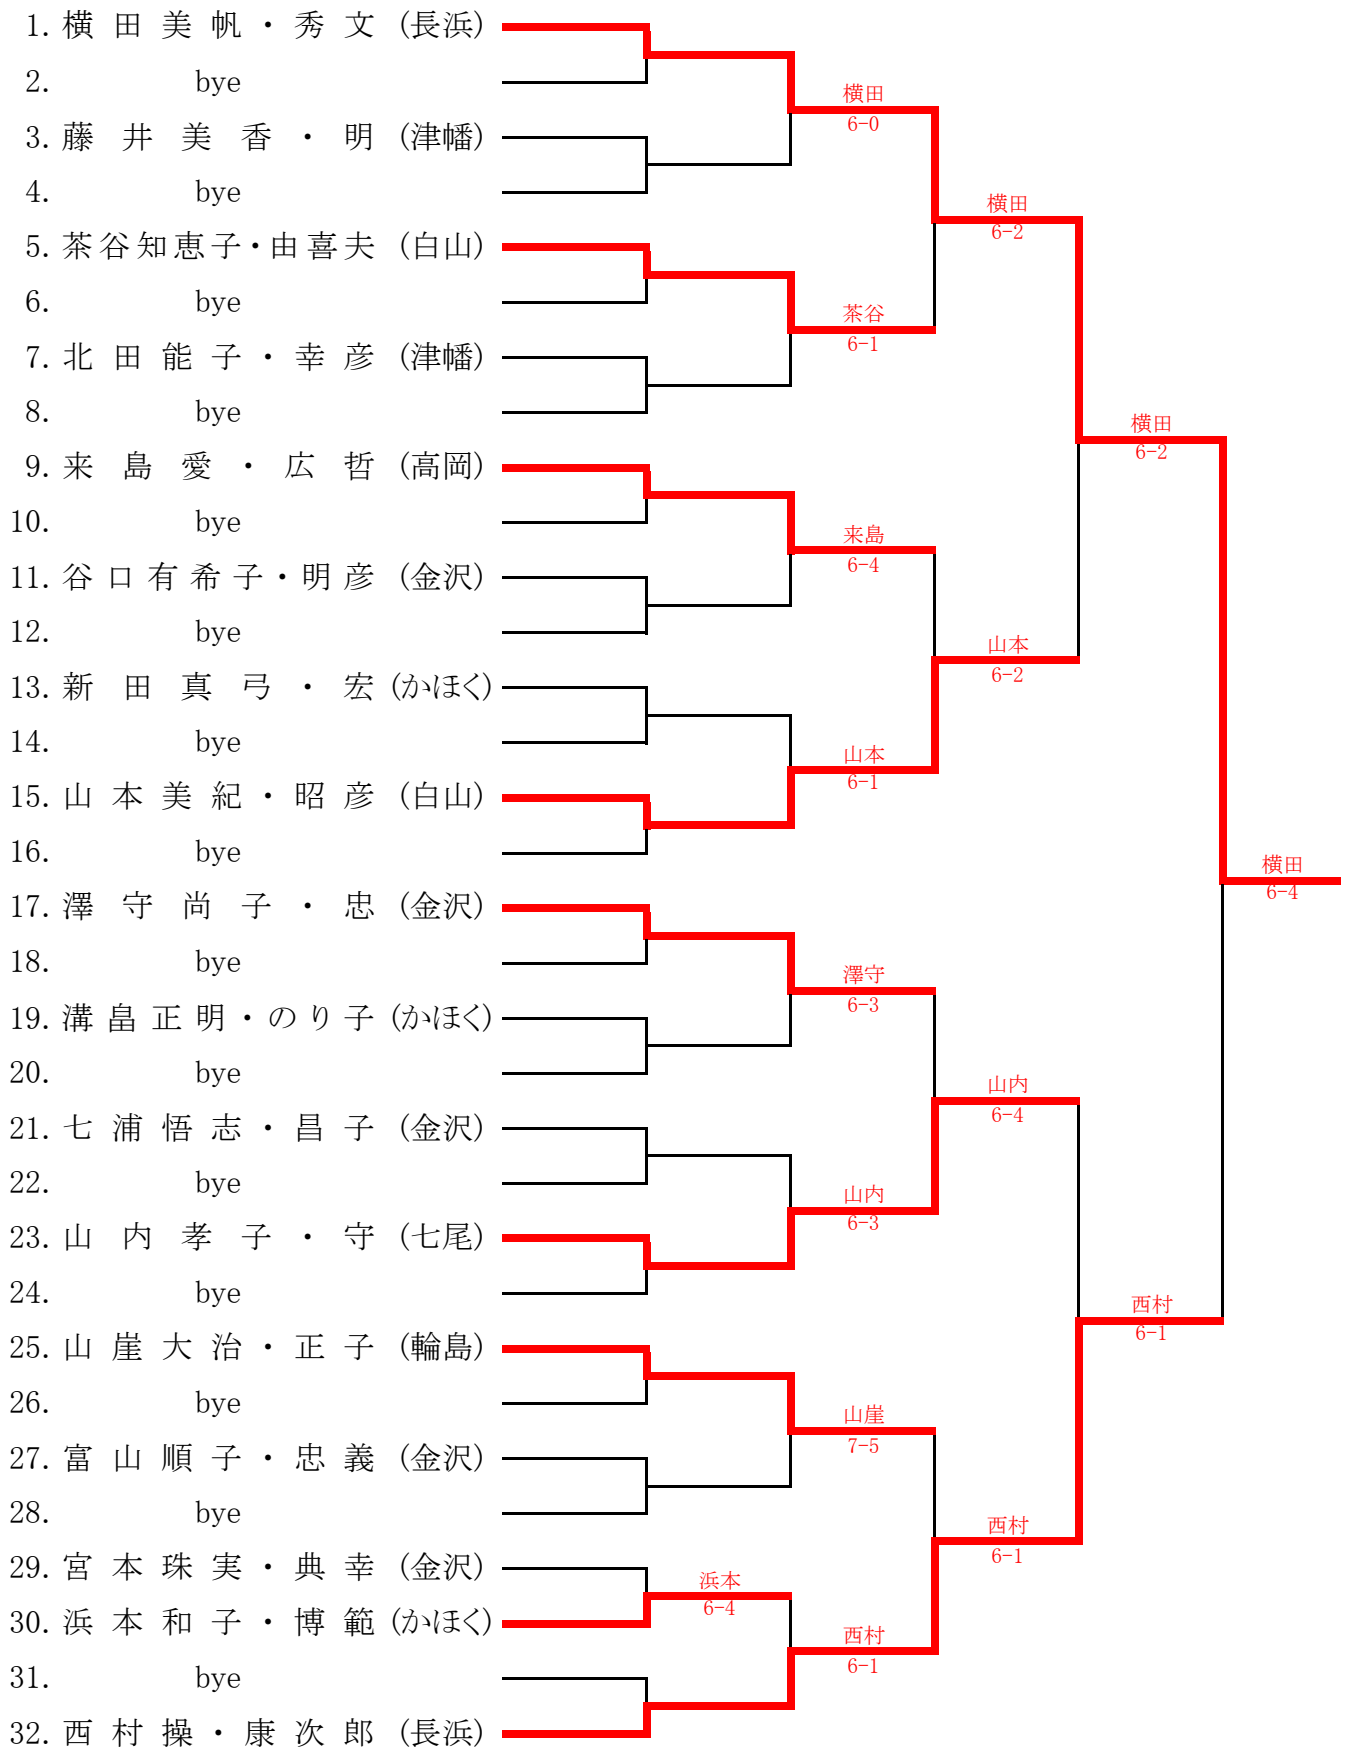 1. 横田美帆・秀文 (長浜)
2. bye
横田
6-0
3. 藤井美香・明 (津幡)
4. bye
横田
6-2
5. 茶谷知恵子・由喜夫 (白山)
6. bye
茶谷
6-1
7. 北田能子・幸彦 (津幡)
8. bye
横田
6-2
9. 来島愛・広哲 (高岡)
10. bye
来島
6-4
11. 谷口有希子・明彦 (金沢)
12. bye
山本
6-2
13. 新田真弓・宏 (かほく)
14. bye
山本
6-1
15. 山本美紀・昭彦 (白山)
16. bye
横田
6-4
17. 澤守尚子・忠 (金沢)
18. bye
澤守
6-3
19. 溝畠正明・のり子 (かほく)
20. bye
山内
6-4
21. 七浦悟志・昌子 (金沢)
22. bye
山内
6-3
23. 山内孝子・守 (七尾)
24. bye
西村
6-1
25. 山崖大治・正子 (輪島)
26. bye
山崖
7-5
27. 富山順子・忠義 (金沢)
28. bye
西村
6-1
29. 宮本珠実・典幸 (金沢)
浜本
6-4
30. 浜本和子・博範 (かほく)
西村
6-1
31. bye
32. 西村操・康次郎 (長浜)